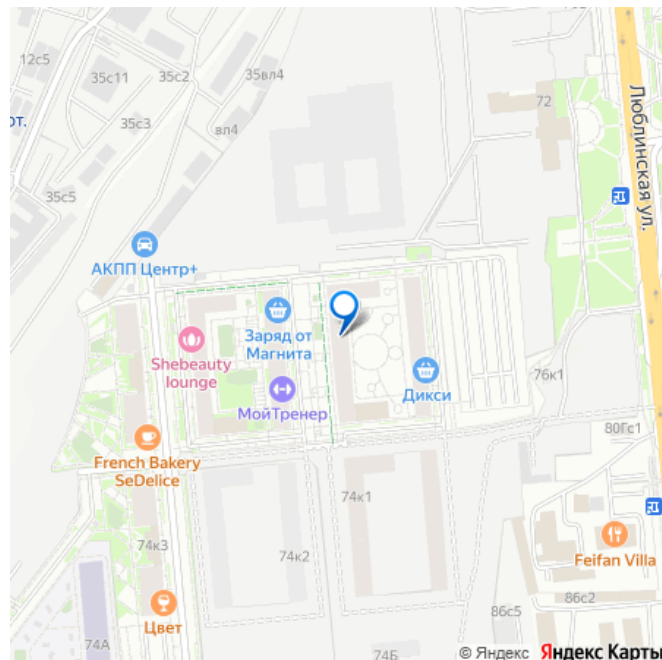 76с1
12с5
35с2
35с11
35вл4
35с3
вл4
72
от.
35с5
Люблинская ул.
АКПП Центр+
Заряд от
Магнита
Shebeauty
lounge
МойТренер
Дикси
76к1
80Гс1
French Bakery
SeDelice
74к1
74к3
74к2
Feifan Villa
86с5
86с2
Цвет
74А
74Б
© Яндекс Яндекс Карты